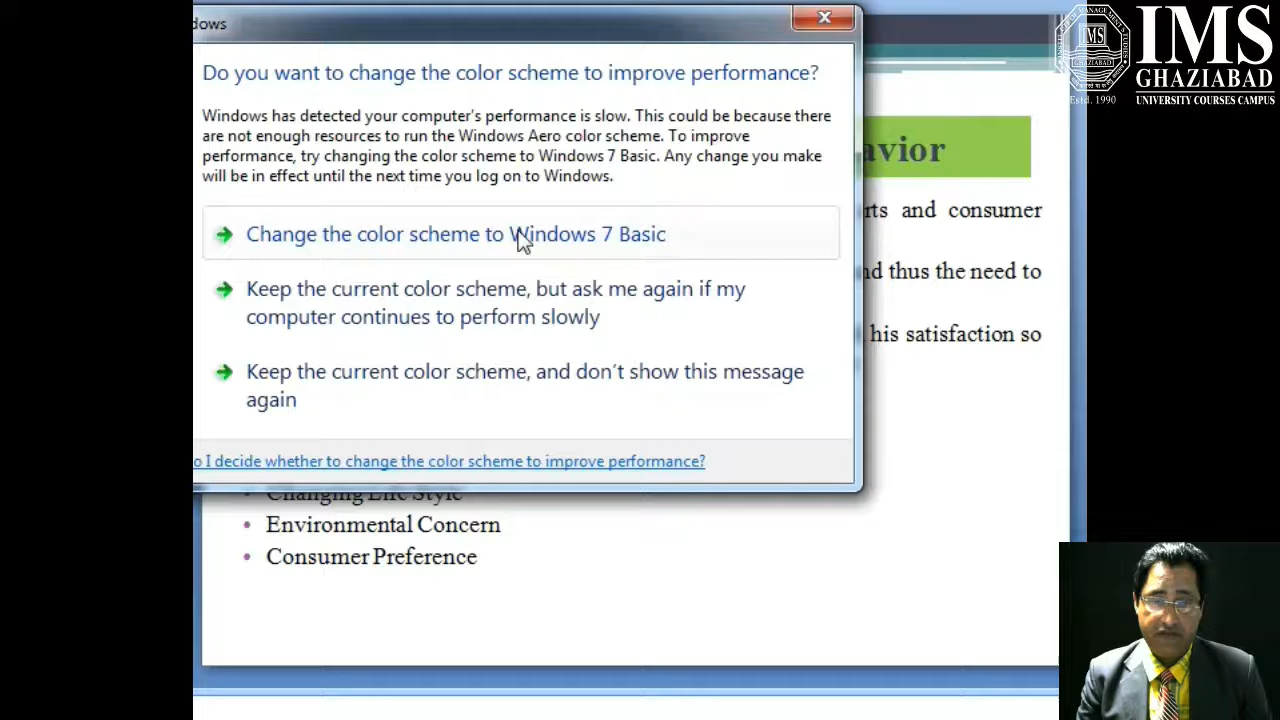 dows
Do you want to change the color scheme to improve performance?
Windows has detected your computer's performance is slow. This could be because there
are not enough resources to run the Windows Aero color scheme. To improve
performance, try changing the color scheme to Windows 7 Basic. Any change you make
will be in effect until the next time you log on to Windows.
Change the color scheme to Windows 7 Basic
Keep the current color scheme, but ask me again if my
computer continues to perform slowly
Keep the current color scheme, and don't show this message
again
o I decide whether to change the color scheme to improve performance?
avior
rts and consumer
nd thus the need to
his satisfaction so
Changing Life Style
• Environmental Concern
• Consumer Preference
IMS
GHAZIABAD
UNIVERSITY COURSES CAMPUS
IMS
Estd. 1990